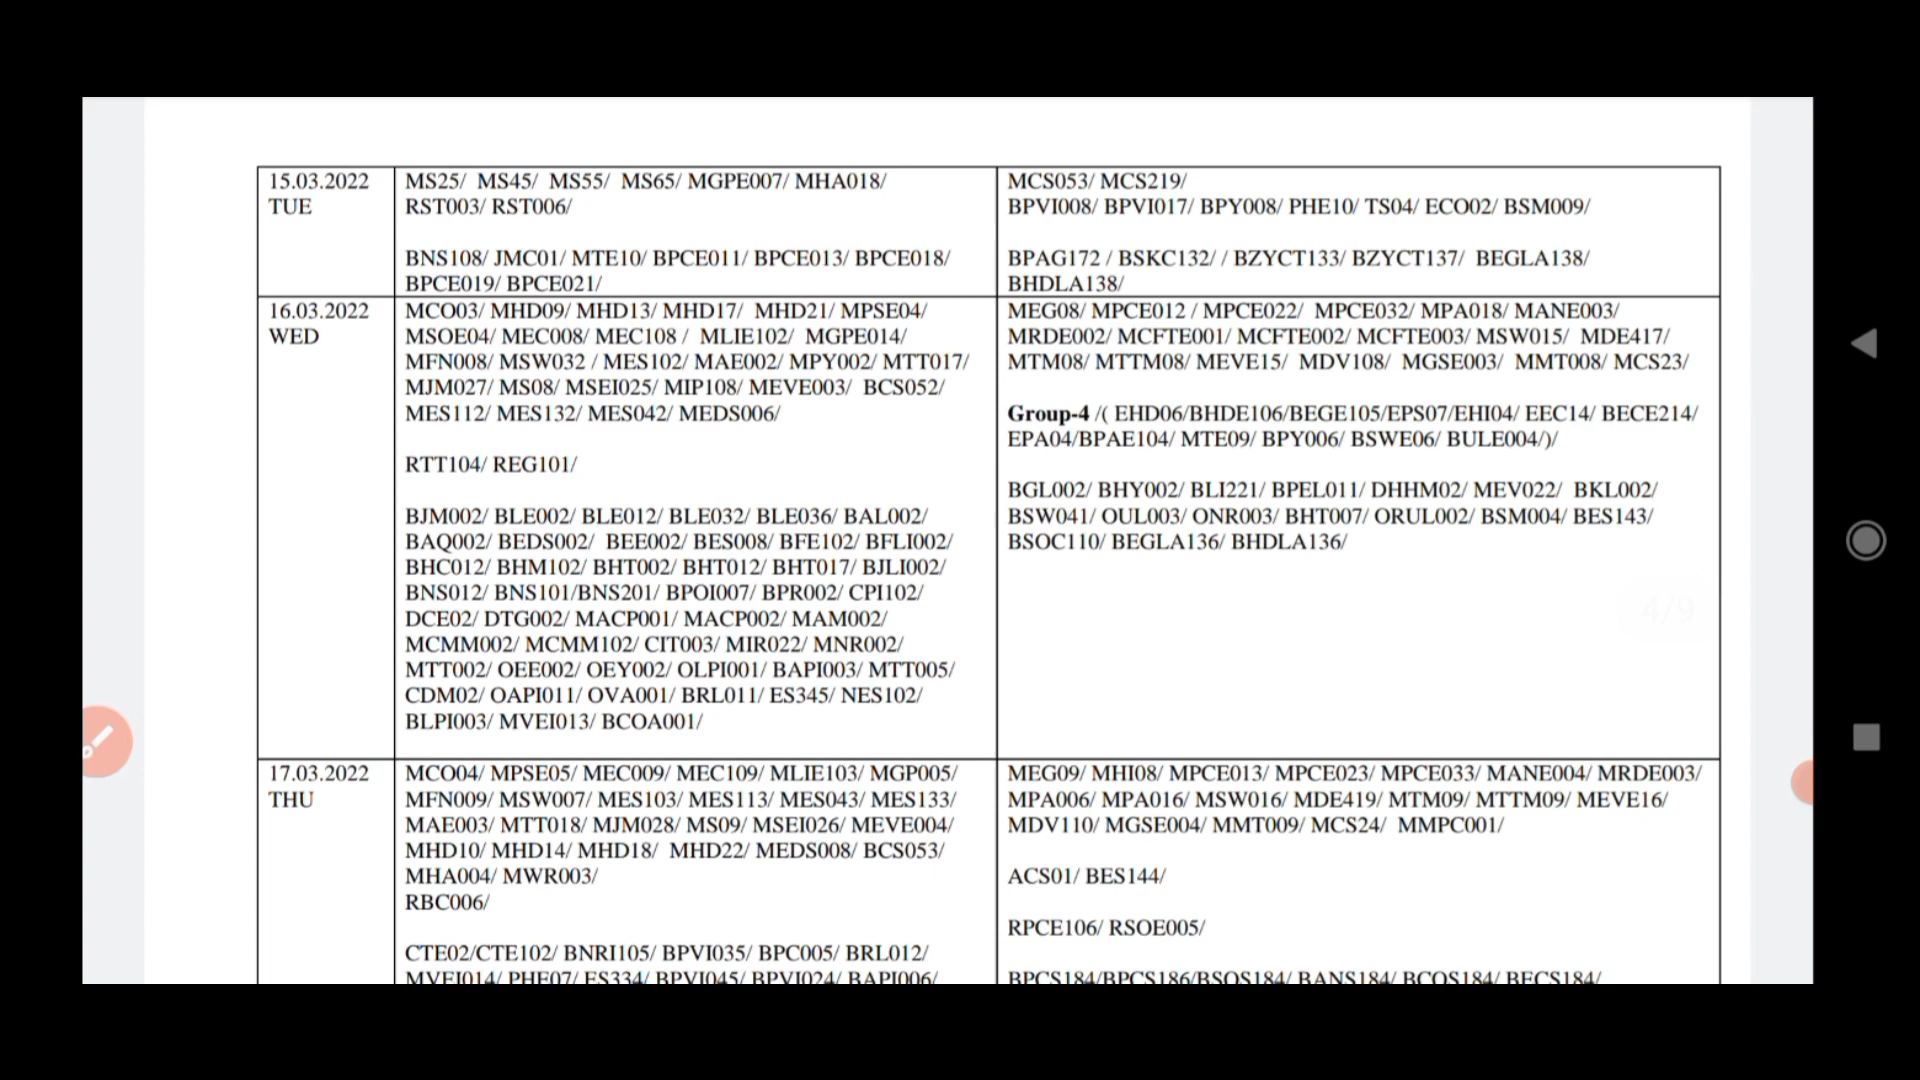 15.03.2022
TUE
MS25/ MS45/ MS55/ MS65/ MGPE007/ MHA018/
RST003/ RST006/
BNS108/ JMC01/ MTE10/ BPCE011/ BPCE013/ BPCE018/
BPCE019/ BPCE021/
MCS053/ MCS219/
BPVI008/ BPVI017/ BPY008/ PHE10/ TS04/ ECO02/ BSM009/
BPAG172 / BSKC132/ / BZYCT133/ BZYCT137/ BEGLA138/
BHDLA138/
16.03.2022
WED
MCO03/ MHD09/ MHD13/ MHD17/ MHD21/ MPSE04/
MSOE04/ MEC008/ MEC108 / MLIE102/ MGPE014/
MFN008/ MSW032 / MES102/ MAE002/ MPY002/ MTT017/
MJM027/ MS08/ MSEI025/ MIP108/ MEVE003/ BCS052/
MES112/ MES132/ MES042/ MEDS006/
RTT104/ REG101/
BJM002/ BLE002/ BLE012/ BLE032/ BLE036/ BAL002/
BAQ002/ BEDS002/ BEE002/ BES008/ BFE102/ BFLI002/
BHC012/ BHM102/ BHT002/ BHT012/ BHT017/ BJLI002/
BNS012/ BNS101/BNS201/ BPOI007/ BPR002/ CPI102/
DCE02/ DTG002/ MACP001/ MACP002/ MAM002/
MCMM002/ MCMM102/ CIT003/ MIR022/ MNR002/
MTT002/ OEE002/ OEY002/ OLPI001/ BAPI003/ MTT005/
CDM02/ OAPI011/ OVA001/ BRL011/ ES345/ NES102/
BLPI003/ MVEI013/ BCOA001/
MEG08/ MPCE012 / MPCE022/ MPCE032/ MPA018/ MANE003/
MRDE002/ MCFTE001/ MCFTE002/ MCFTE003/ MSW015/ MDE417/
MTM08/ MTTM08/ MEVE15/ MDV108/ MGSE003/ MMT008/ MCS23/
Group-4 /( EHD06/BHDE106/BEGE105/EPS07/EHI04/ EEC14/ BECE214/
EPA04/BPAE104/ MTE09/ BPY006/ BSWE06/ BULE004/)/
BGL002/ BHY002/ BLI221/ BPEL011/ DHHM02/ MEV022/ BKL002/
BSW041/ OUL003/ ONR003/ BHT007/ ORUL002/ BSM004/ BES143/
BSOC110/ BEGLA136/ BHDLA136/
4/9
17.03.2022
THU
MCO04/ MPSE05/ MEC009/ MEC109/ MLIE103/ MGP005/
MFN009/ MSW007/ MES103/ MES113/ MES043/ MES133/
MAE003/ MTT018/ MJM028/ MS09/ MSEI026/ MEVE004/
MHD10/ MHD14/ MHD18/ MHD22/ MEDS008/ BCS053/
MHA004/ MWR003/
RBC006/
CTE02/CTE102/ BNRI105/ BPVI035/ BPC005/ BRL012/
MVEI014/ PHE07/ ES334/ BPVI045/ BPVI024/ BAPI006/
MEG09/ MHI08/ MPCE013/ MPCE023/ MPCE033/ MANE004/ MRDE003/
MPA006/ MPA016/ MSW016/ MDE419/ MTM09/ MTTM09/ MEVE16/
MDV110/ MGSE004/ MMT009/ MCS24/ MMPC001/
ACS01/ BES144/
RPCE106/ RSOE005/
BPCS184/BPCS186/BSOS184/ BANS184/ BCOS184/ BECS184/